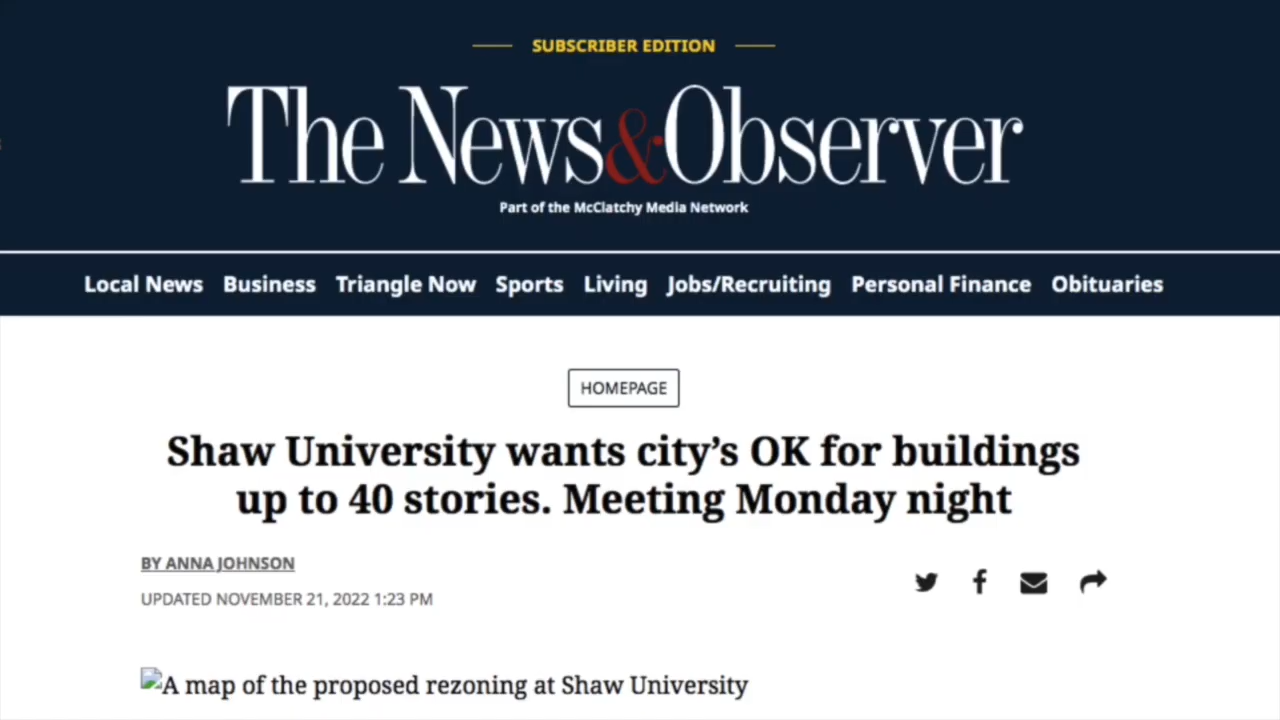 SUBSCRIBER EDITION
The News&Observer
Part of the McClatchy Media Network
Local News Business Triangle Now Sports Living Jobs/Recruiting Personal Finance Obituaries
HOMEPAGE
Shaw University wants city's OK for buildings
up to 40 stories. Meeting Monday night
BY ANNA JOHNSON
UPDATED NOVEMBER 21, 2022 1:23 PM
A map of the proposed rezoning at Shaw University